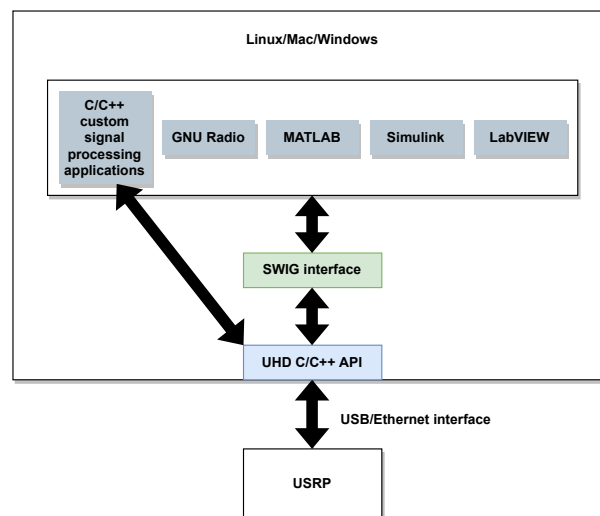 Linux/Mac/Windows
C/C++
custom
signal
processing
applications
GNU Radio
MATLAB
Simulink
LabVIEW
SWIG interface
UHD C/C++ API
USB/Ethernet interface
USRP